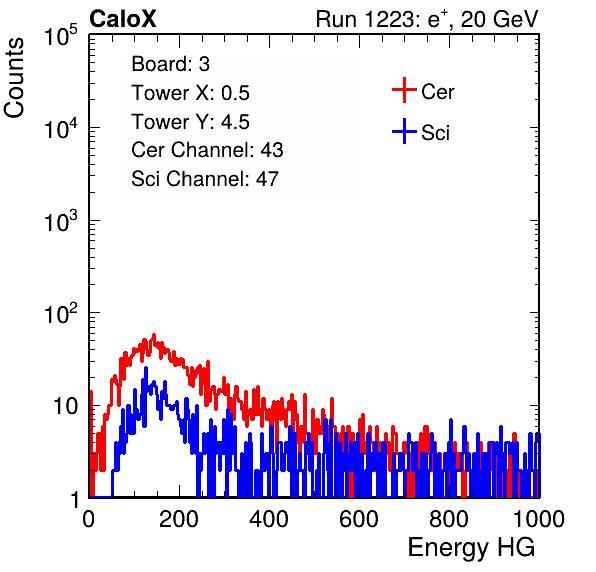 CaloX Run 1223: e⁺, 20 GeV
Counts
10⁵
10⁴
10³
10²
10
1
Board: 3
Tower X: 0.5
Tower Y: 4.5
Cer Channel: 43
Sci Channel: 47
Cer
Sci
0 200 400 600 800 1000
Energy HG